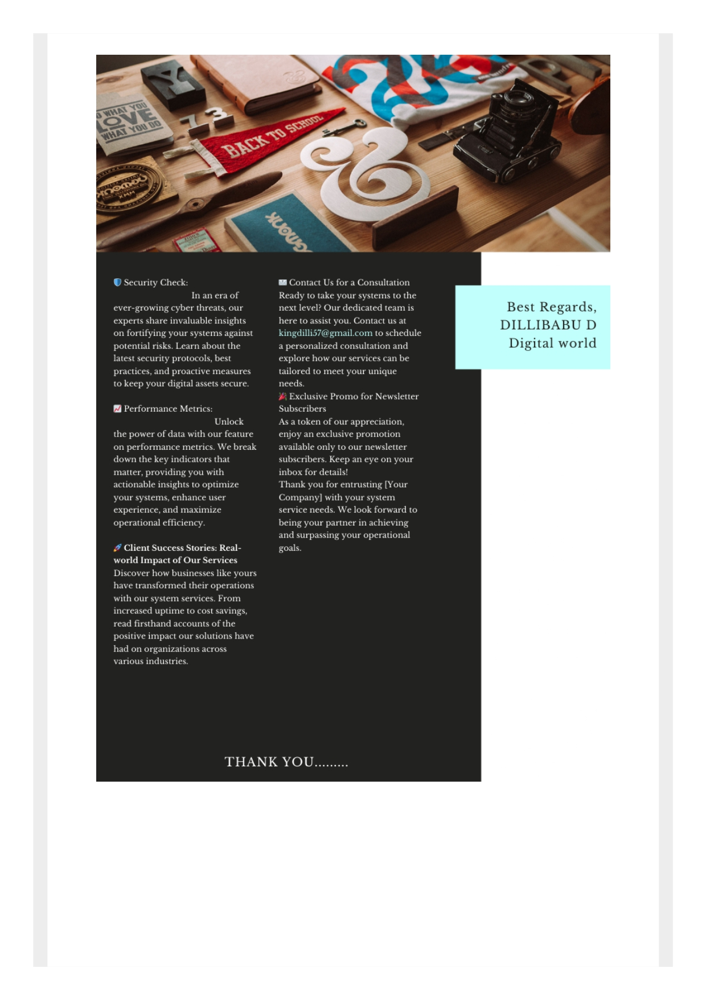 Y
WHAT YOU
LOVE
WHAT YOU DO
73
BACK TO SCHOOL
&
🛡️ Security Check:
In an era of
ever-growing cyber threats, our
experts share invaluable insights
on fortifying your systems against
potential risks. Learn about the
latest security protocols, best
practices, and proactive measures
to keep your digital assets secure.
📈 Performance Metrics:
Unlock
the power of data with our feature
on performance metrics. We break
down the key indicators that
matter, providing you with
actionable insights to optimize
your systems, enhance user
experience, and maximize
operational efficiency.
🚀 Client Success Stories: Real-
world Impact of Our Services
Discover how businesses like yours
have transformed their operations
with our system services. From
increased uptime to cost savings,
read firsthand accounts of the
positive impact our solutions have
had on organizations across
various industries.
📧 Contact Us for a Consultation
Ready to take your systems to the
next level? Our dedicated team is
here to assist you. Contact us at
kingdilli57@gmail.com to schedule
a personalized consultation and
explore how our services can be
tailored to meet your unique
needs.
🎉 Exclusive Promo for Newsletter
Subscribers
As a token of our appreciation,
enjoy an exclusive promotion
available only to our newsletter
subscribers. Keep an eye on your
inbox for details!
Thank you for entrusting [Your
Company] with your system
service needs. We look forward to
being your partner in achieving
and surpassing your operational
goals.
Best Regards,
DILLIBABU D
Digital world
THANK YOU.........